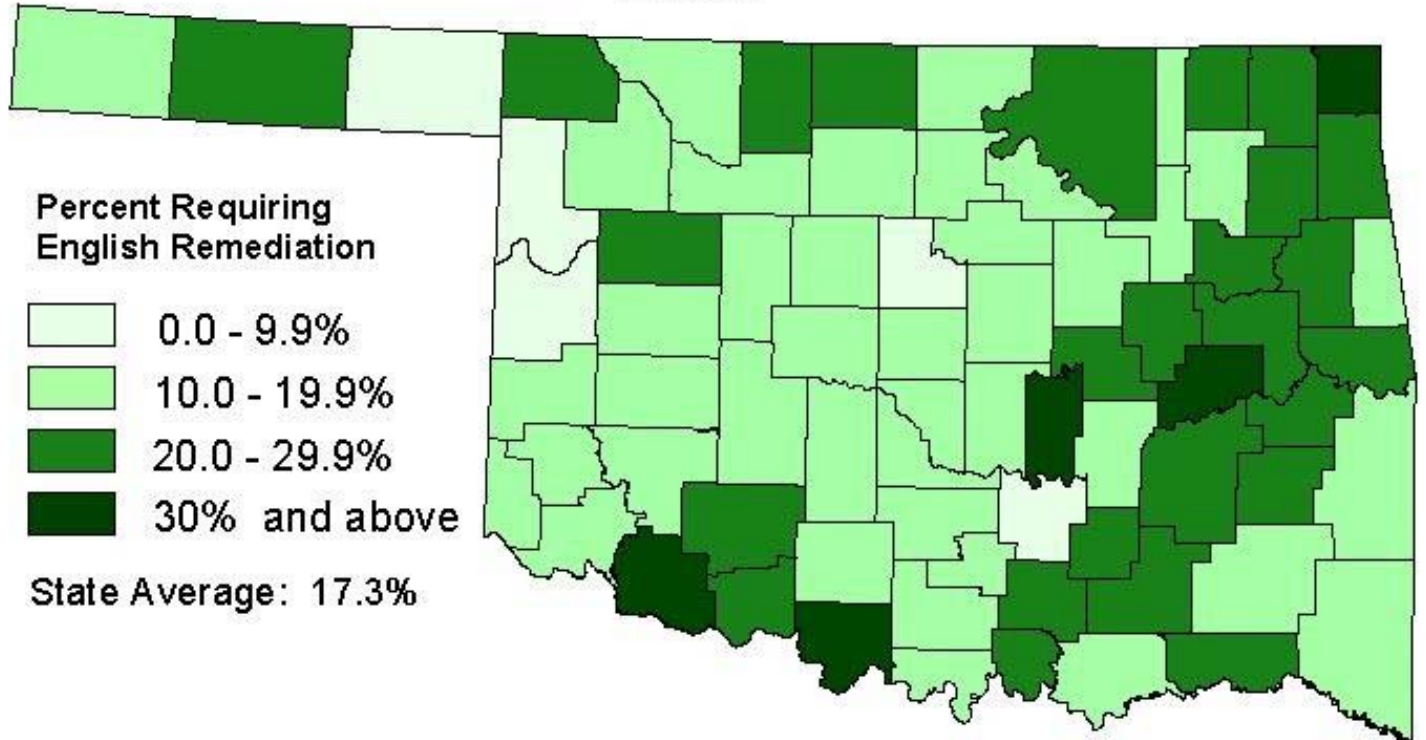 Percent Requiring
English Remediation
0.0 - 9.9%
10.0 - 19.9%
20.0 - 29.9%
30% and above
State Average: 17.3%